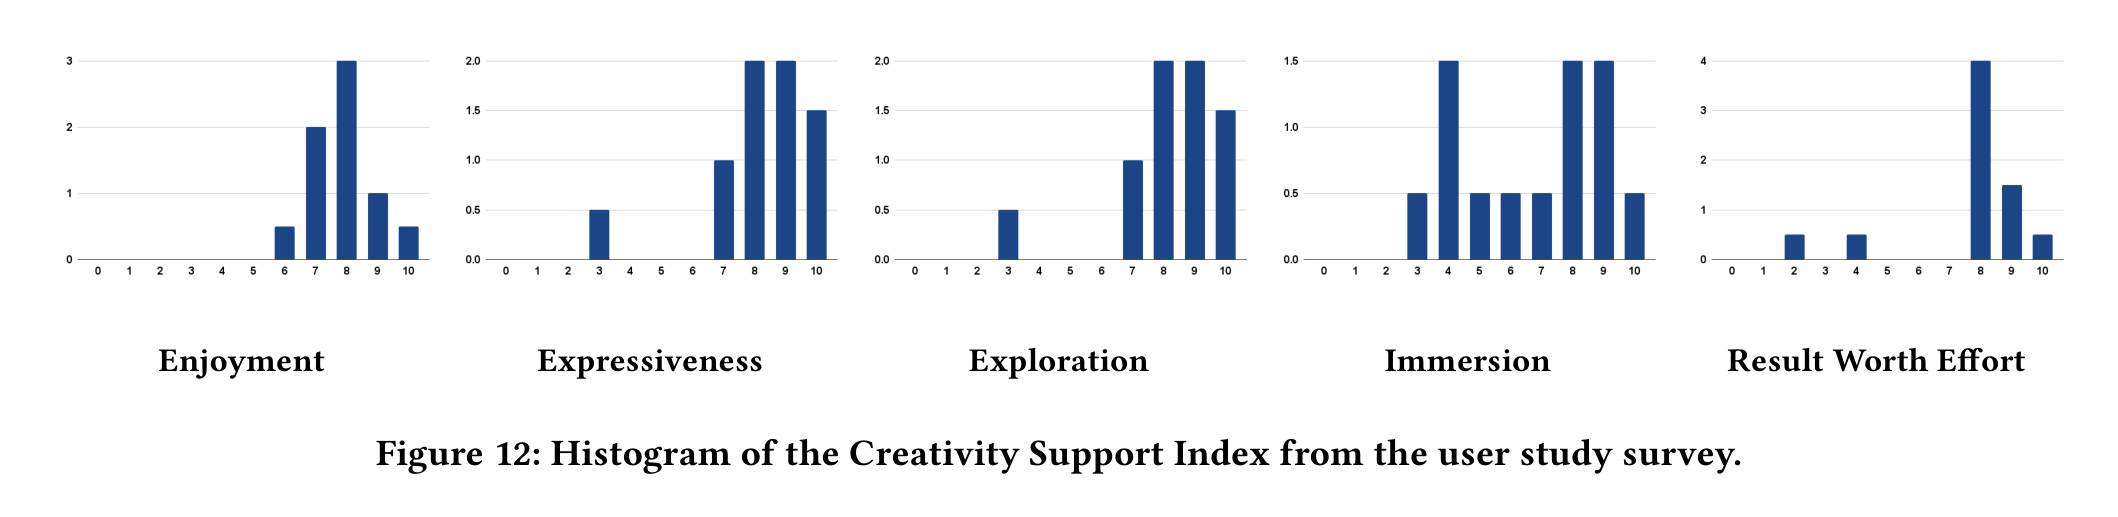 3
2
1
0
0 1 2 3 4 5 6 7 8 9 10
Enjoyment
2.0
1.5
1.0
0.5
0.0
0 1 2 3 4 5 6 7 8 9 10
Expressiveness
2.0
1.5
1.0
0.5
0.0
0 1 2 3 4 5 6 7 8 9 10
Exploration
1.5
1.0
0.5
0.0
0 1 2 3 4 5 6 7 8 9 10
Immersion
4
3
2
1
0
0 1 2 3 4 5 6 7 8 9 10
Result Worth Effort
Figure 12: Histogram of the Creativity Support Index from the user study survey.